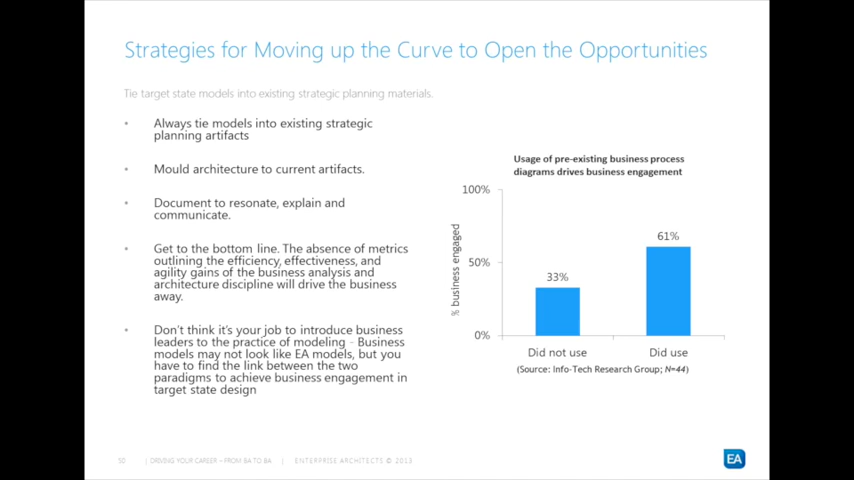 Strategies for Moving up the Curve to Open the Opportunities
Tie target state models into existing strategic planning materials.
• Always tie models into existing strategic
planning artifacts
• Mould architecture to current artifacts.
• Document to resonate, explain and
communicate.
• Get to the bottom line. The absence of metrics
outlining the efficiency, effectiveness, and
agility gains of the business analysis and
architecture discipline will drive the business
away.
• Don't think it's your job to introduce business
leaders to the practice of modeling - Business
models may not look like EA models, but you
have to find the link between the two
paradigms to achieve business engagement in
target state design
Usage of pre-existing business process
diagrams drives business engagement
% business engaged
100%
50%
0%
33%
61%
Did not use
Did use
(Source: Info-Tech Research Group; N=44)
50 | DRIVING YOUR CAREER – FROM BA TO BA | ENTERPRISE ARCHITECTS © 2013
EA